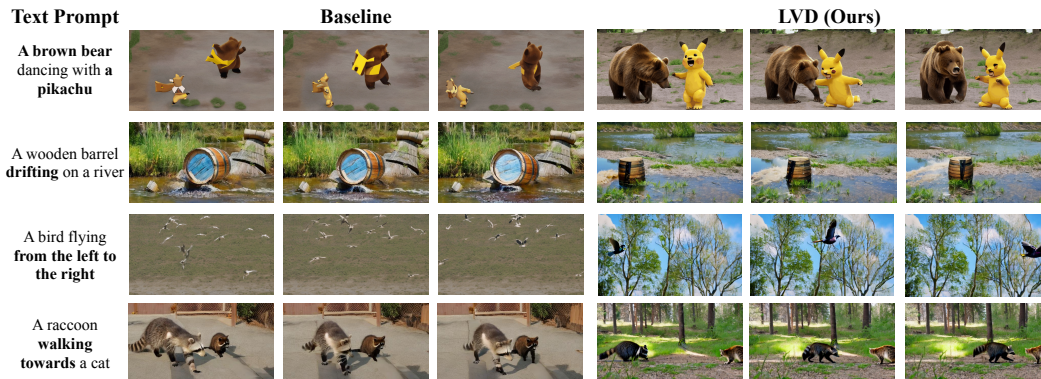 Text Prompt Baseline LVD (Ours)
A brown bear
dancing with a
pikachu
A wooden barrel
drifting on a river
A bird flying
from the left to
the right
A raccoon
walking
towards a cat